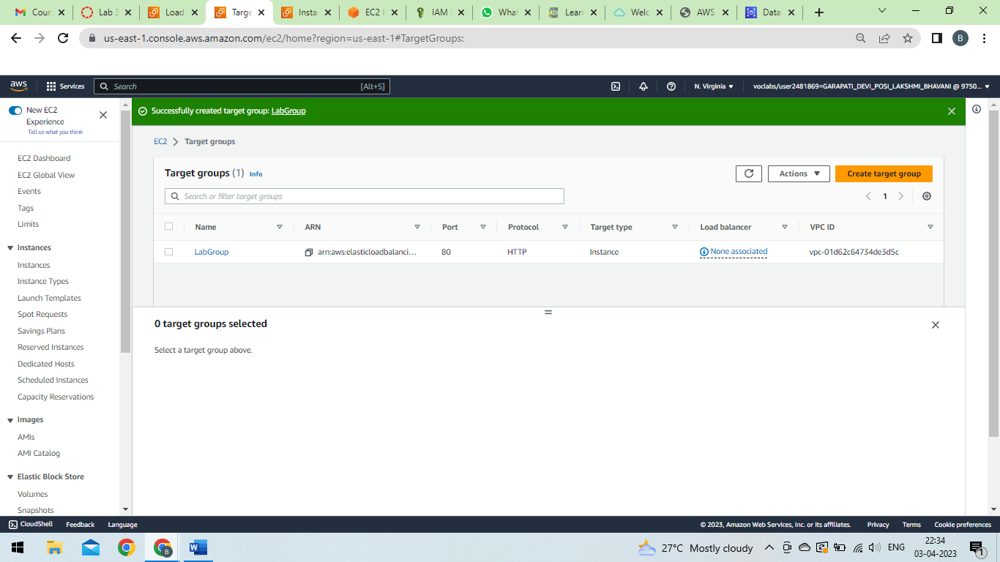 Cours
Lab 3
Load
Targe
Insta
EC2
IAM
What
Learn
Welc
AWS
Data
us-east-1.console.aws.amazon.com/ec2/home?region=us-east-1#TargetGroups:
B
aws
Services
Search
[Alt+S]
N. Virginia
voclabs/user2481869=GARAPATI_DEVI_POSI_LAKSHMI_BHAVANI @ 9750...
New EC2
Experience
Tell us what you think
EC2 Dashboard
EC2 Global View
Events
Tags
Limits
Instances
Instances
Instance Types
Launch Templates
Spot Requests
Savings Plans
Reserved Instances
Dedicated Hosts
Scheduled Instances
Capacity Reservations
Images
AMIs
AMI Catalog
Elastic Block Store
Volumes
Snapshots
Successfully created target group: LabGroup
EC2 > Target groups
Target groups (1) Info
Actions
Create target group
Search or filter target groups
1
Name ARN Port Protocol Target type Load balancer VPC ID
LabGroup arn:aws:elasticloadbalanci... 80 HTTP Instance None associated vpc-01d62c64734de3d5c
0 target groups selected
Select a target group above.
CloudShell Feedback Language
© 2023, Amazon Web Services, Inc. or its affiliates. Privacy Terms Cookie preferences
27°C Mostly cloudy
ENG
22:34
03-04-2023
1